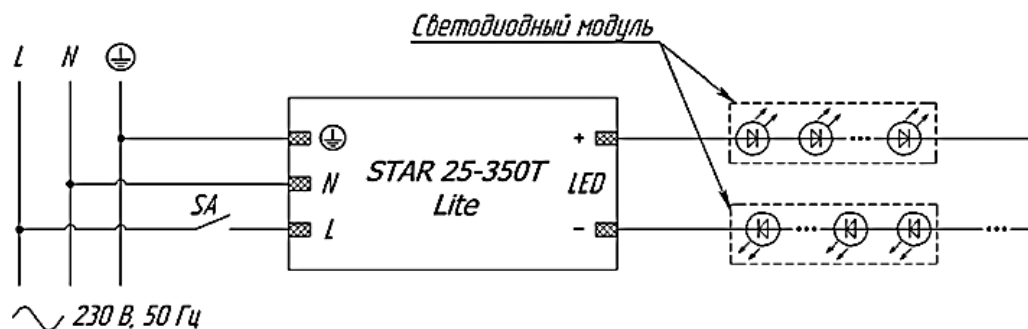 Светодиодный модуль
L N
STAR 25-350T
Lite
+
N
LED
SA
L
-
230 В, 50 Гц